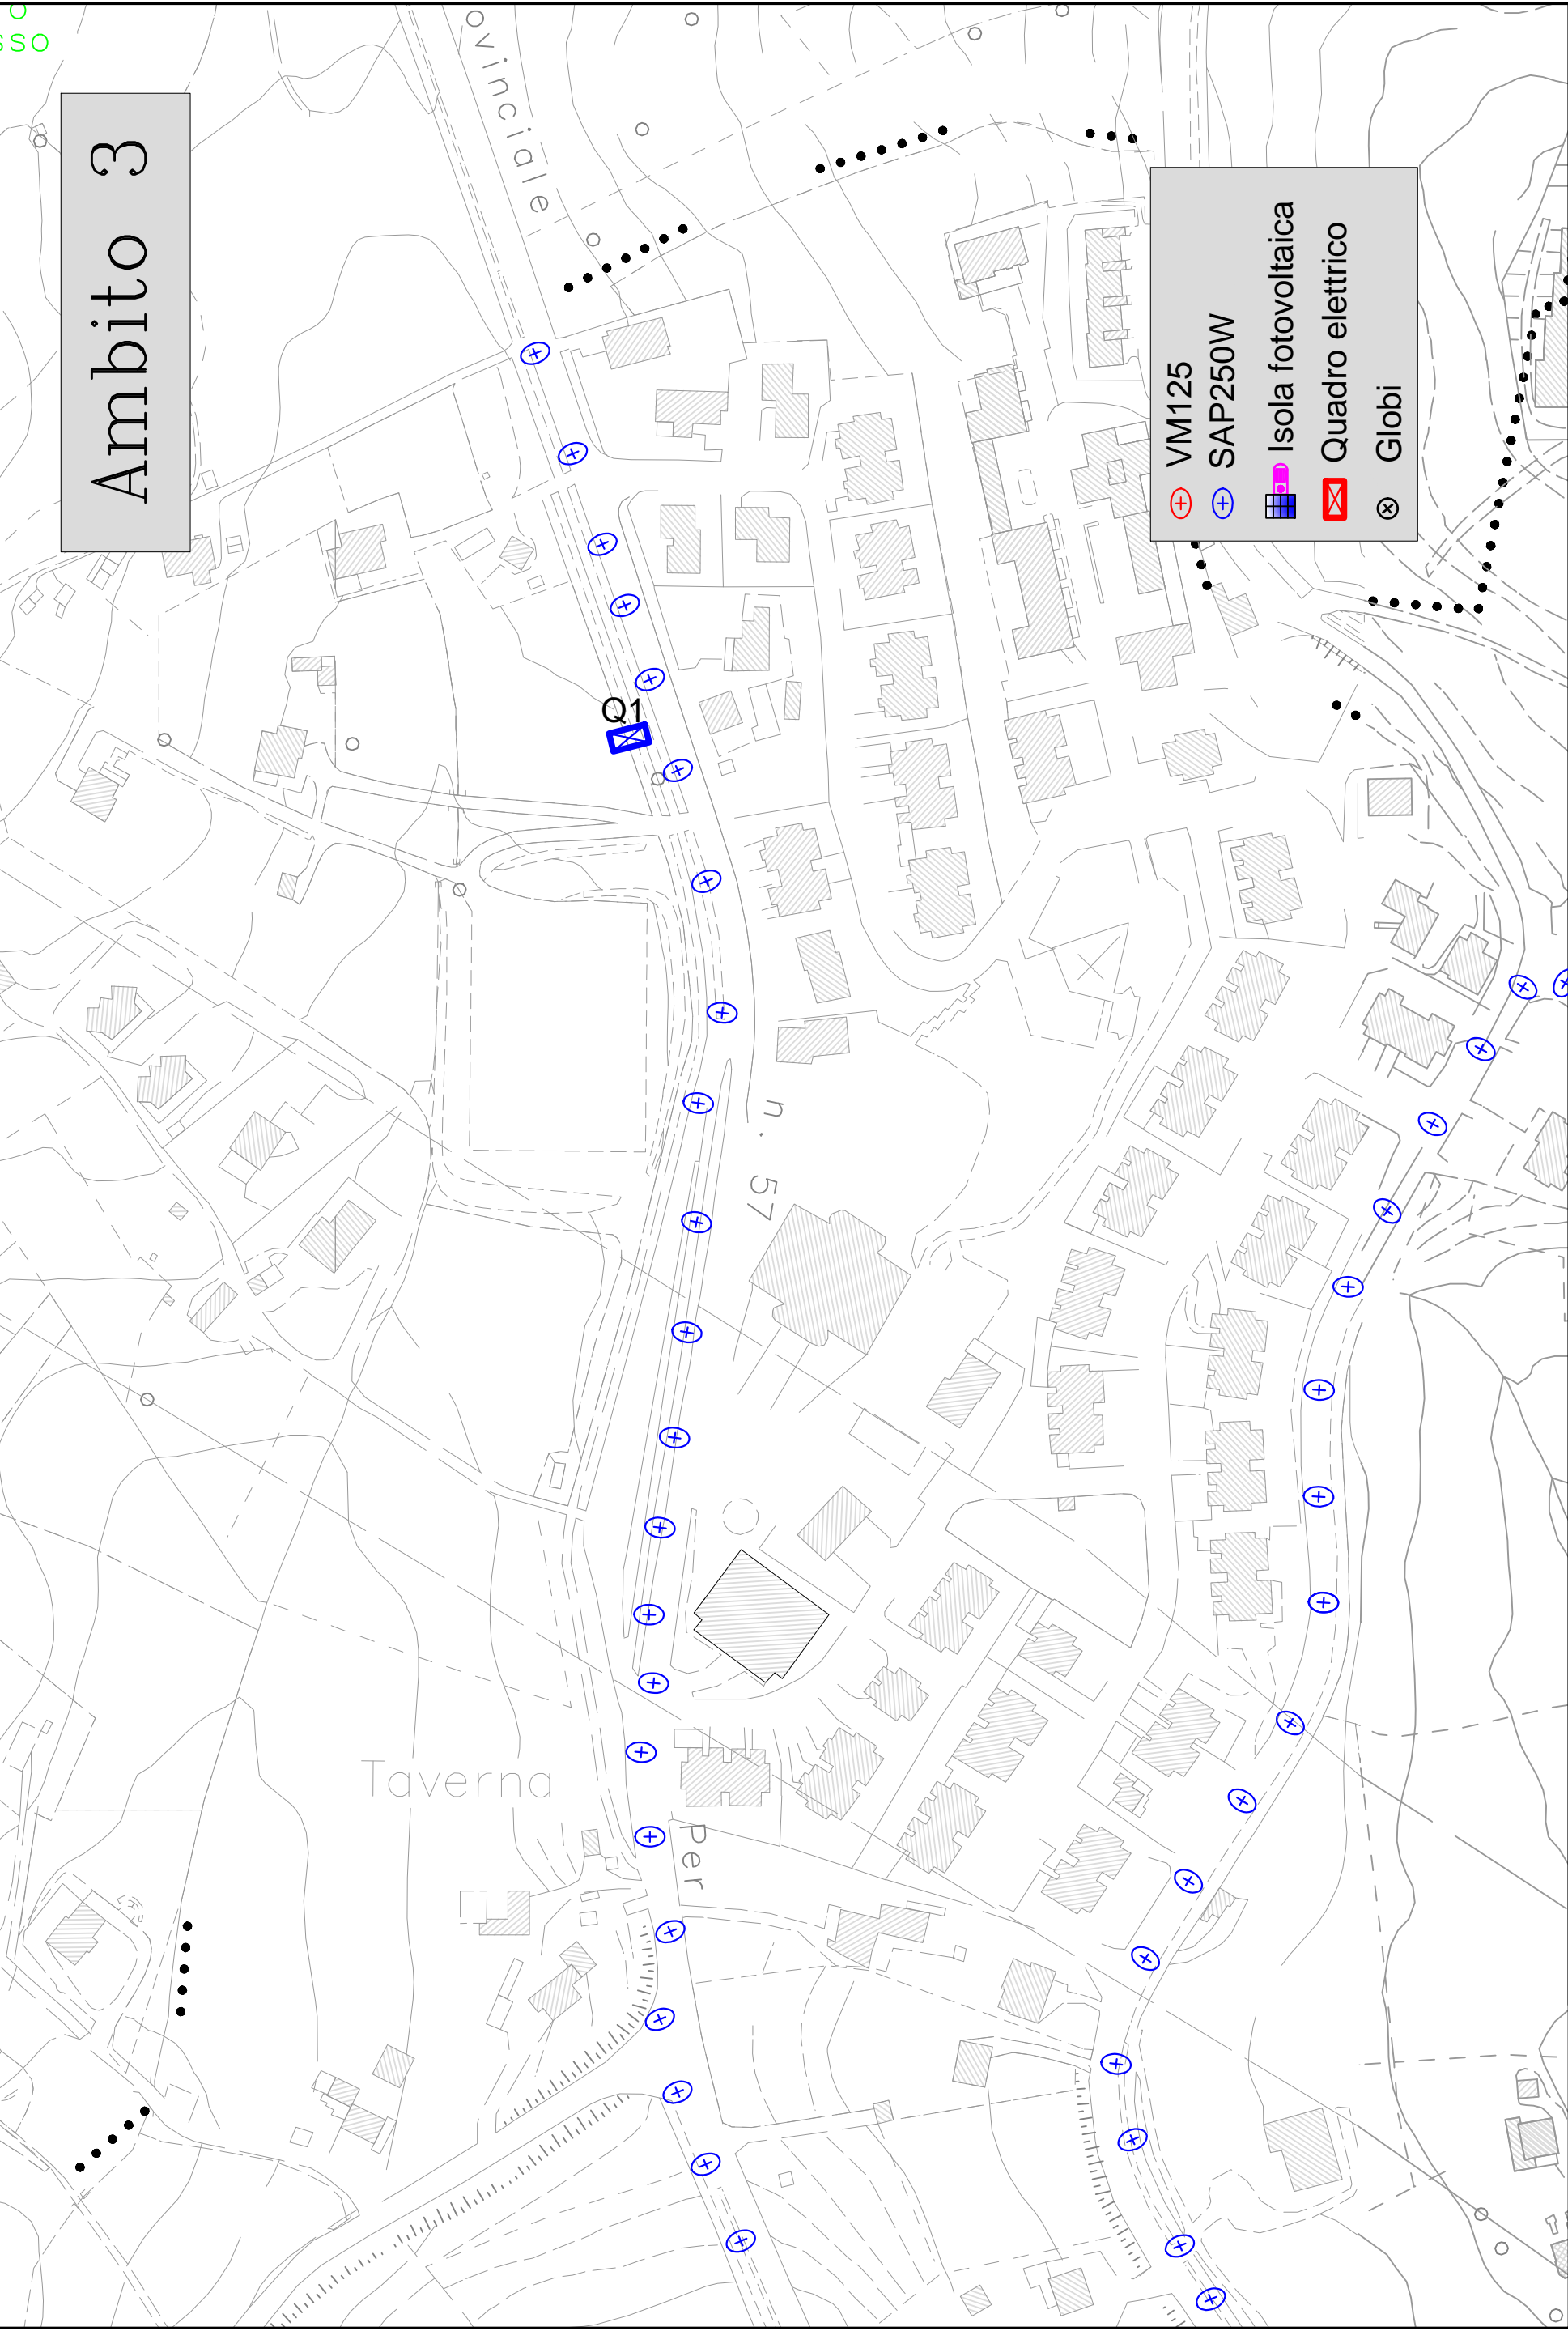 o
sso
Ambito 3
ovinciale
VM125
SAP250W
Isola fotovoltaica
Quadro elettrico
Globi
Q1
n. 57
Taverna
Per